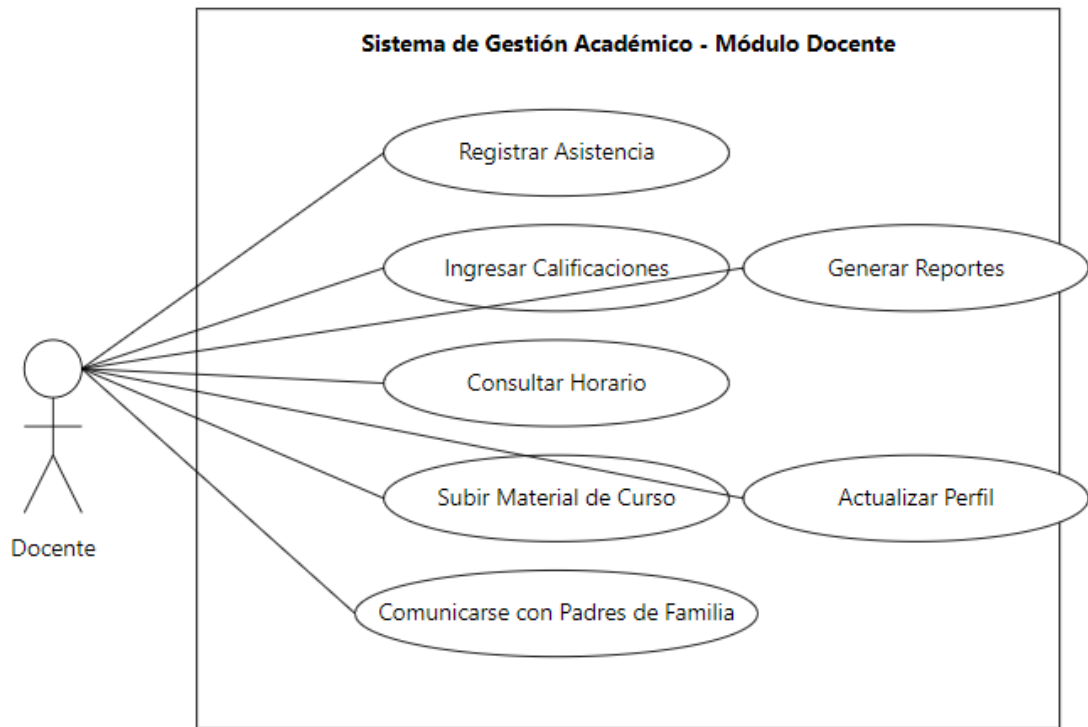 Sistema de Gestión Académico - Módulo Docente
Registrar Asistencia
Ingresar Calificaciones
Generar Reportes
Consultar Horario
Subir Material de Curso
Actualizar Perfil
Docente
Comunicarse con Padres de Familia